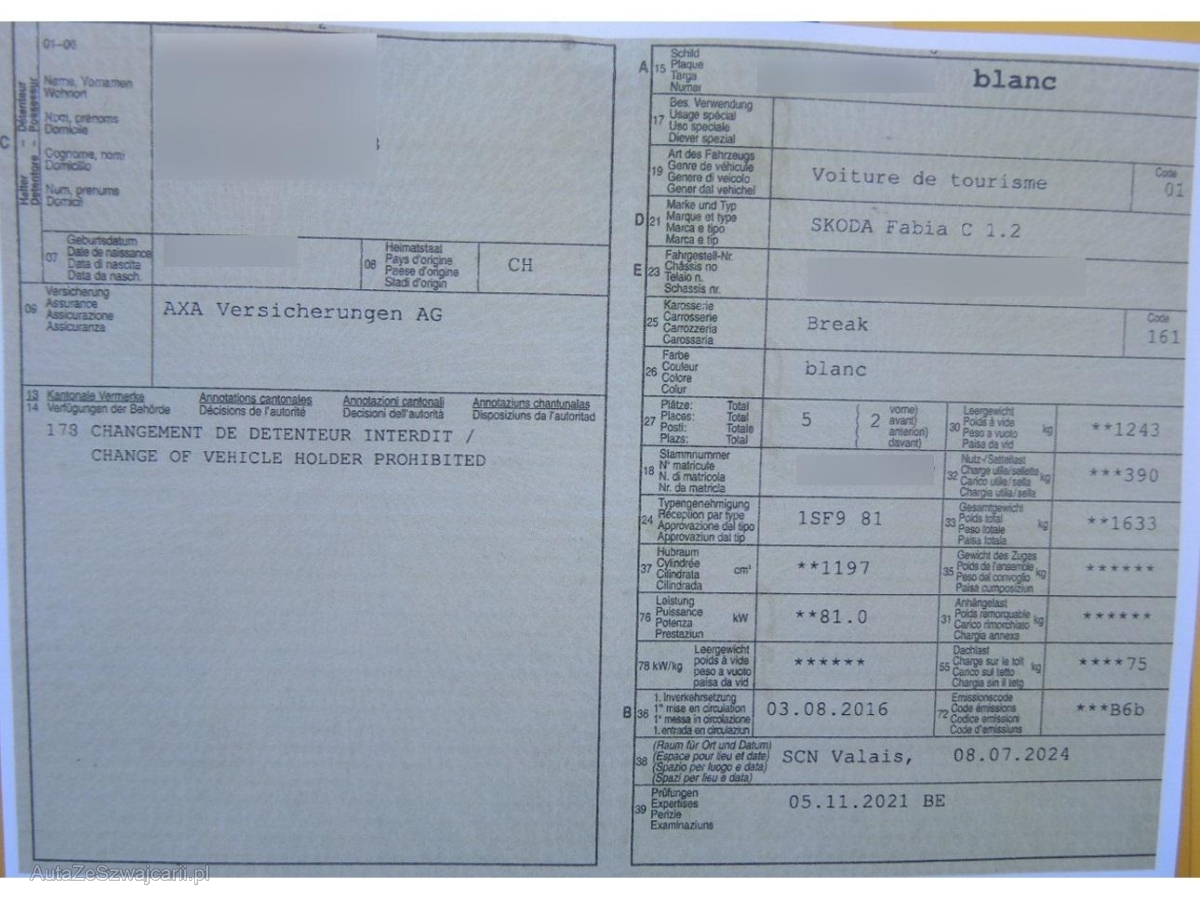 01-06
Name, Vornamen
Wohnort
Nom, prénoms
Domicile
Cognome, nomi
Domicilio
Num, prenums
Domicil
C
Halter - Détenteur
Detentore - Possessur
07
Geburtsdatum
Date de naissance
Data di nascita
Data da nasch.
08
Heimatstaat
Pays d'origine
Paese d'origine
Stadi d'origin
CH
09
Versicherung
Assurance
Assicurazione
Assicuranza
AXA Versicherungen AG
13 Kantonale Vermerke Annotations cantonales Annotazioni cantonali Annotaziuns chantunalas
14 Verfügungen der Behörde Décisions de l'autorité Decisioni dell'autorità Disposiziuns da l'autoritad
178 CHANGEMENT DE DETENTEUR INTERDIT /
CHANGE OF VEHICLE HOLDER PROHIBITED
A 15
Schild
Plaque
Targa
Numer
blanc
17
Bes. Verwendung
Usage spécial
Uso speciale
Diever spezial
19
Art des Fahrzeugs
Genre de véhicule
Genere di veicolo
Gener dal vehichel
Voiture de tourisme
Code
01
D 21
Marke und Typ
Marque et type
Marca e tipo
Marca e tip
SKODA Fabia C 1.2
E 23
Fahrgestell-Nr.
Châssis no
Telaio n.
Schassis nr.
25
Karosserie
Carrosserie
Carrozzeria
Carossaria
Break
Code
161
26
Farbe
Couleur
Colore
Colur
blanc
27
Plätze: Total
Places: Total
Posti: Totale
Plazs: Total
5
2
vorne)
avant)
anteriori)
davant)
30
Leergewicht
Poids à vide
Peso a vuoto
Paisa da vid
kg
**1243
18
Stammnummer
N° matricule
N. di matricola
Nr. da matricla
32
Nutz-/Sattellast
Charge utile/sellette
Carico utile/sella
Chargia utila/sella
kg
***390
24
Typengenehmigung
Réception par type
Approvazione del tipo
Approvaziun dal tip
1SF9 81
33
Gesamtgewicht
Poids total
Peso totale
Paisa totala
kg
**1633
37
Hubraum
Cylindrée
Cilindrata
Cilindrada
cm³
**1197
35
Gewicht des Zuges
Poids de l'ensemble
Peso del convoglio
Paisa cumposiziun
kg
******
76
Leistung
Puissance
Potenza
Prestaziun
kW
**81.0
31
Anhängelast
Poids remorquable
Carico rimorchiato
Chargia annexa
kg
******
78 kW/kg
Leergewicht
poids à vide
peso a vuoto
paisa da vid
******
55
Dachlast
Charge sur le toit
Carico sul tetto
Chargia sin il tetg
kg
****75
B 36
1. Inverkehrsetzung
1re mise en circulation
1a messa in circolazione
1. entrada en circulaziun
03.08.2016
72
Emissionscode
Code émissions
Codice emissioni
Code d'emissiuns
***B6b
38
(Raum für Ort und Datum)
(Espace pour lieu et date)
(Spazio per luogo e data)
(Spazi per lieu e data)
SCN Valais, 08.07.2024
39
Prüfungen
Expertises
Perizie
Examinaziuns
05.11.2021 BE
AutaZeSzwajcarii.pl